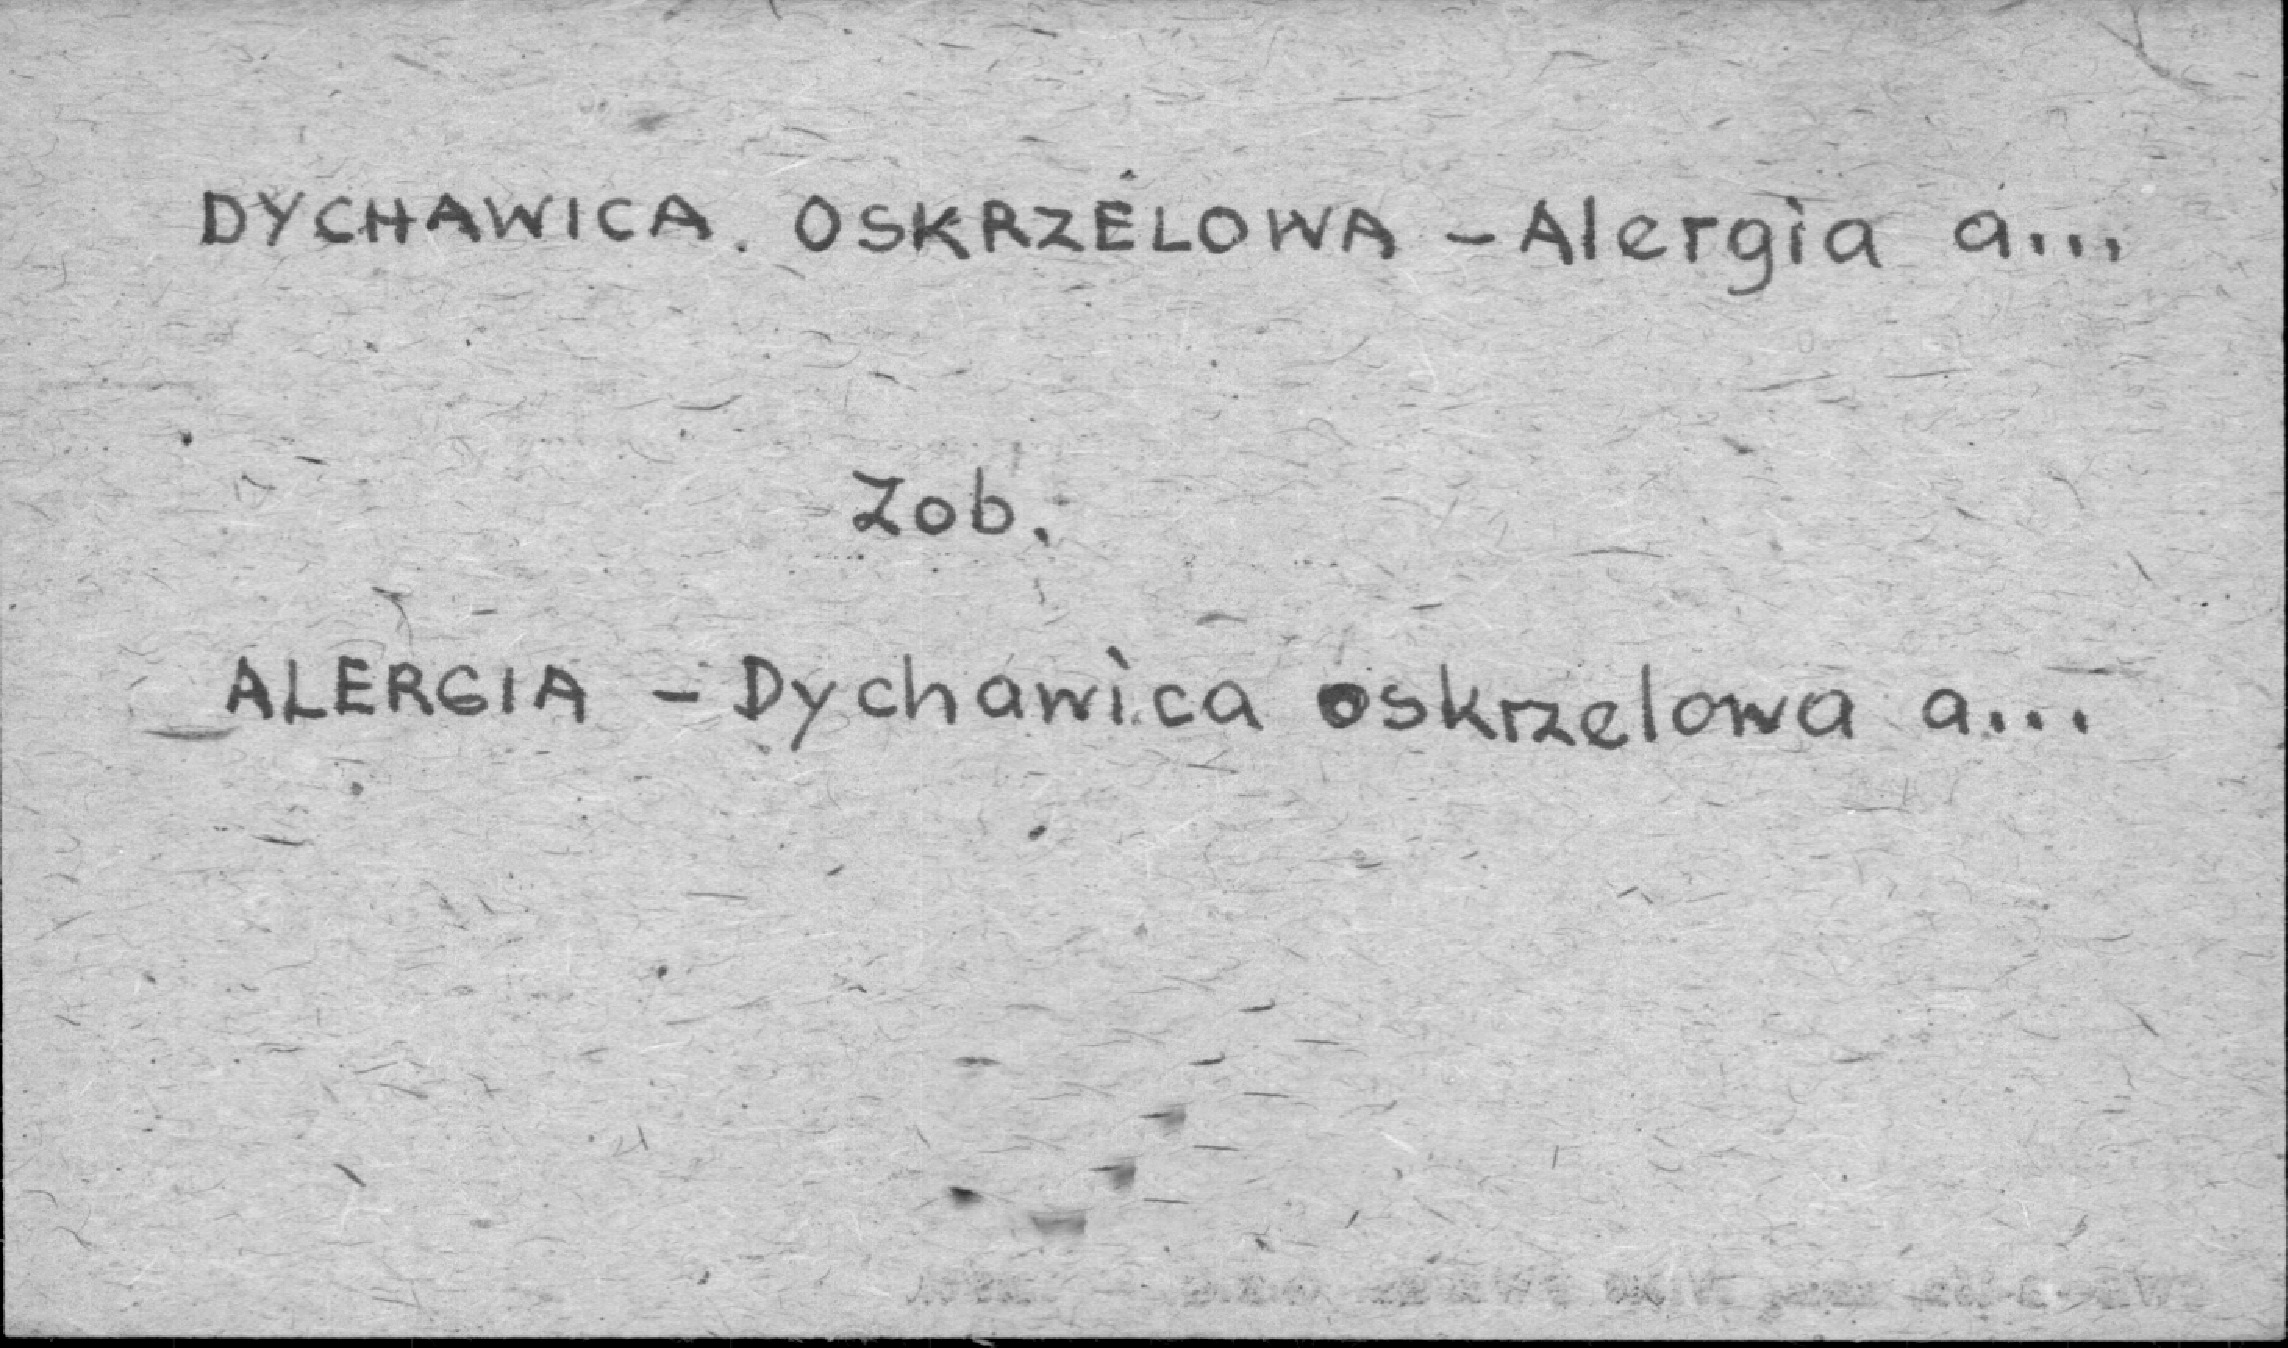 DYCHAWICA OSKRZELOWA – Alergia a...
Zob.
ALERGIA – Dychawica oskrzelowa a...